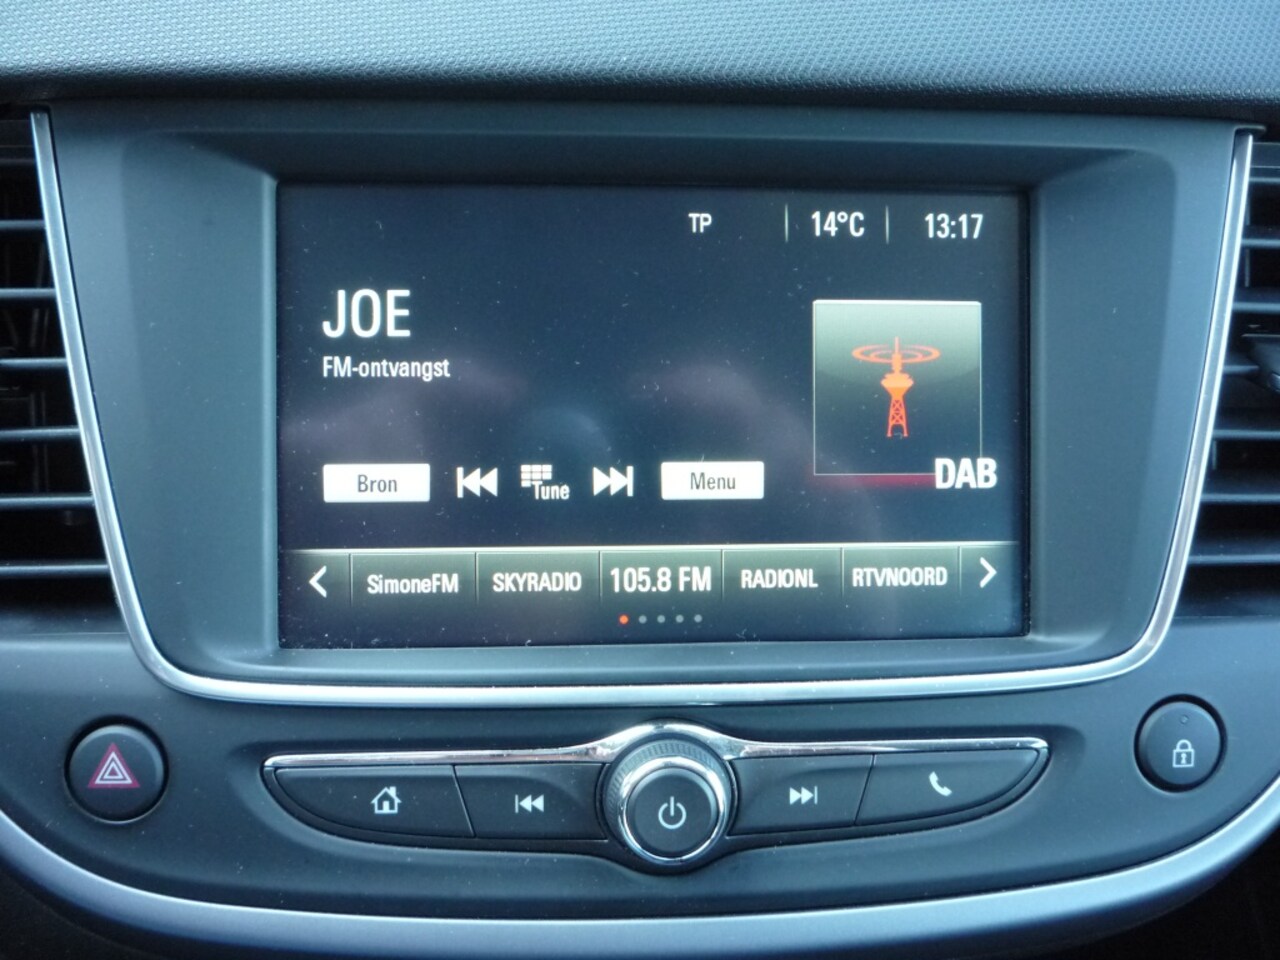 TP 14°C 13:17
JOE
FM-ontvangst
Bron Tune Menu
DAB
SimoneFM SKYRADIO 105.8 FM RADIONL RTVNOORD